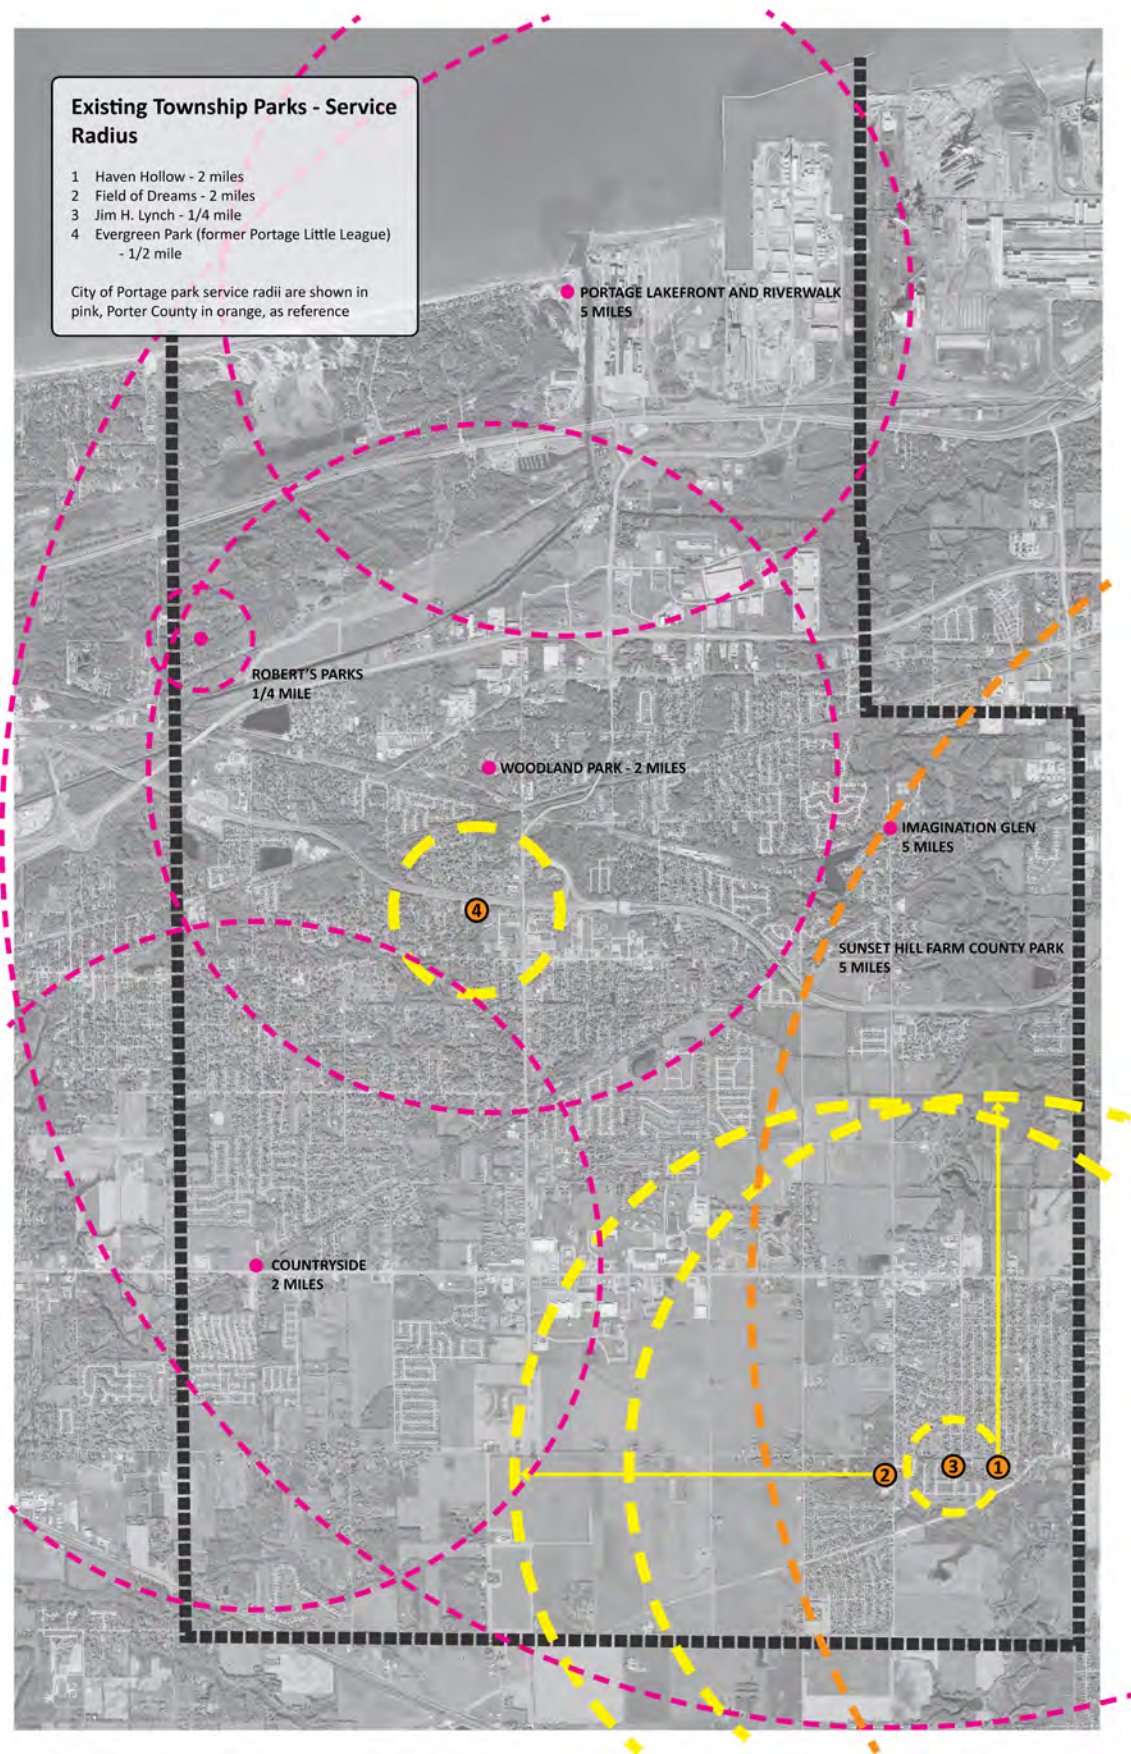 Existing Township Parks - Service
Radius
1 Haven Hollow - 2 miles
2 Field of Dreams - 2 miles
3 Jim H. Lynch - 1/4 mile
4 Evergreen Park (former Portage Little League)
- 1/2 mile
City of Portage park service radii are shown in
pink, Porter County in orange, as reference
PORTAGE LAKEFRONT AND RIVERWALK
5 MILES
ROBERT'S PARKS
1/4 MILE
WOODLAND PARK - 2 MILES
IMAGINATION GLEN
5 MILES
4
SUNSET HILL FARM COUNTY PARK
5 MILES
COUNTRYSIDE
2 MILES
2
3
1